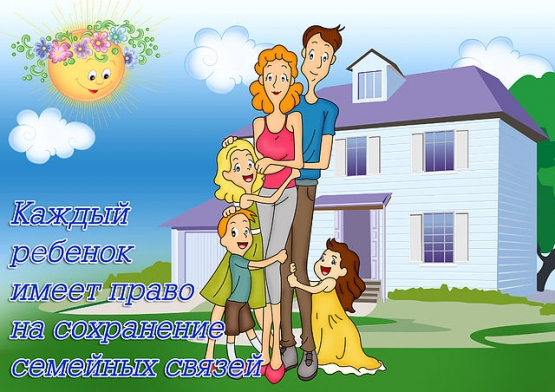 Каждый
ребенок
имеет право
на сохранение
семейных связей